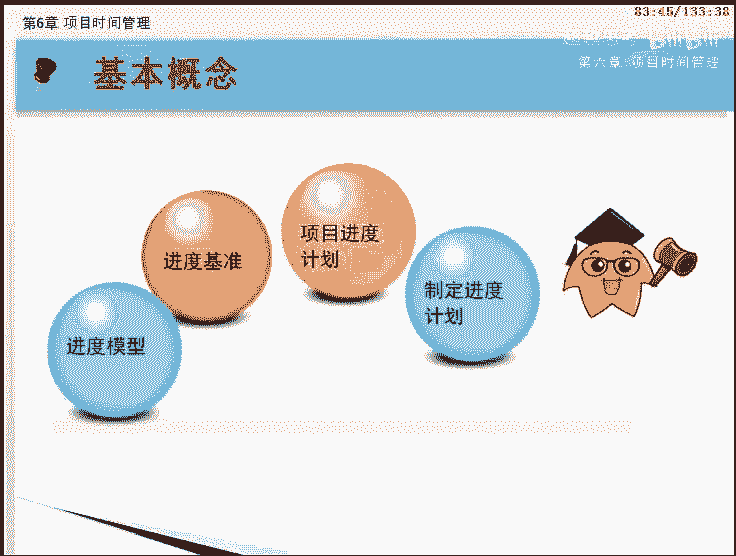 第6章 项目时间管理
83:45/133:38
基本概念
第六章:项目时间管理
项目进度
计划
进度基准
制定进度
计划
进度模型